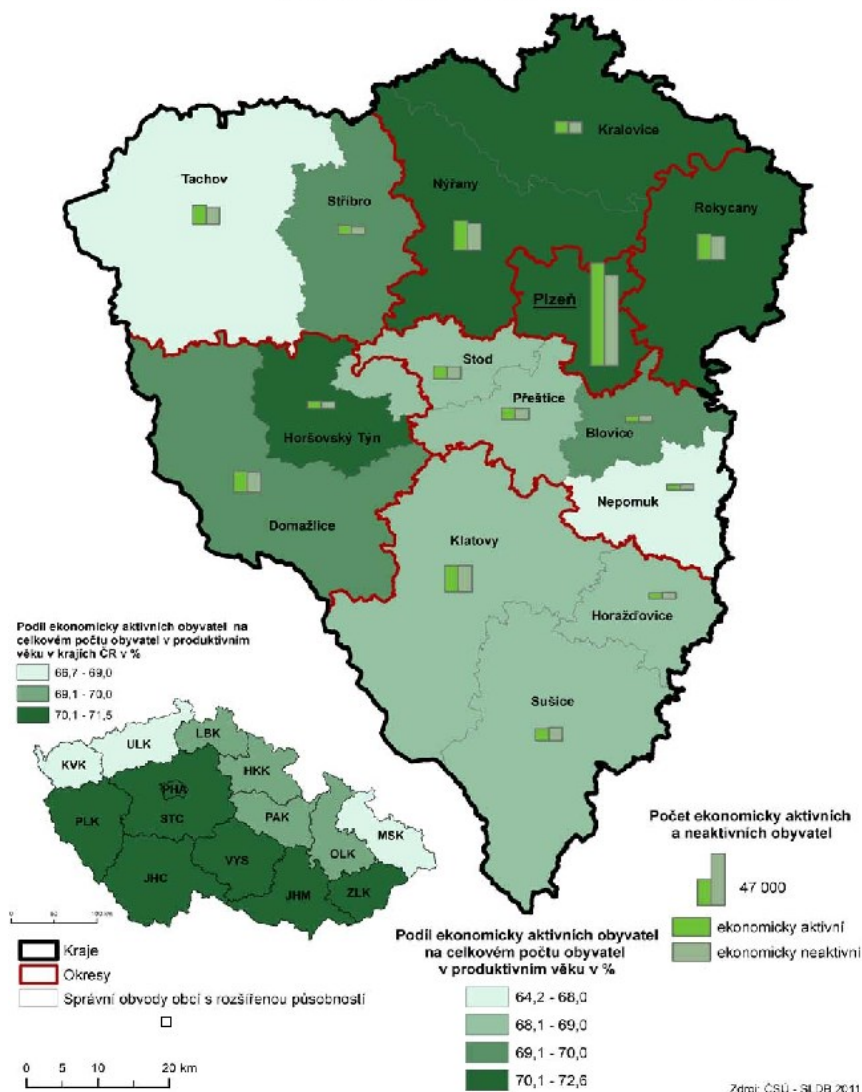 Kralovice
Tachov
Nýřany
Stříbro
Rokycany
Plzeň
Stod
Přeštice
Horšovský Týn
Blovice
Nepomuk
Domažlice
Klatovy
Horažďovice
Sušice
Podíl ekonomicky aktivních obyvatel na
celkovém počtu obyvatel v produktivním
věku v krajích ČR v %
66,7 - 69,0
69,1 - 70,0
70,1 - 71,5
LBK
ULK
KVK
HKK
PHA
PLK
STC
PAK
MSK
OLK
VYS
JHC
JHM
ZLK
0 50 100 km
Kraje
Okresy
Správní obvody obcí s rozšířenou působností
0 5 10 20 km
Počet ekonomicky aktivních
a neaktivních obyvatel
47 000
ekonomicky aktivní
ekonomicky neaktivní
Podíl ekonomicky aktivních obyvatel
na celkovém počtu obyvatel
v produktivním věku v %
64,2 - 68,0
68,1 - 69,0
69,1 - 70,0
70,1 - 72,6
Zdroj: ČSÚ - SLDB 2011